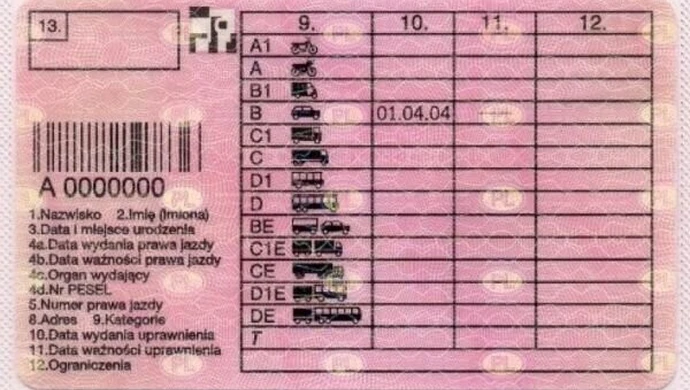 13.
9. 10. 11. 12.
A1
A
B1
B 01.04.04
C1
C
D1
D
BE
C1E
CE
D1E
DE
T
A 0000000
1.Nazwisko 2.Imię (imiona)
3.Data i miejsce urodzenia
4a.Data wydania prawa jazdy
4b.Data ważności prawa jazdy
4c.Organ wydający
4d.Nr PESEL
5.Numer prawa jazdy
8.Adres 9.Kategorie
10.Data wydania uprawnienia
11.Data ważności uprawnienia
12.Ograniczenia
PL